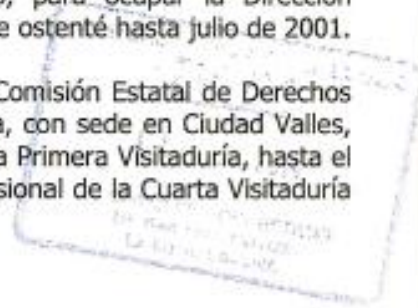 para ocupar la Dirección
e ostenté hasta julio de 2001.
Comisión Estatal de Derechos
a, con sede en Ciudad Valles,
a Primera Visitaduría, hasta el
sional de la Cuarta Visitaduría